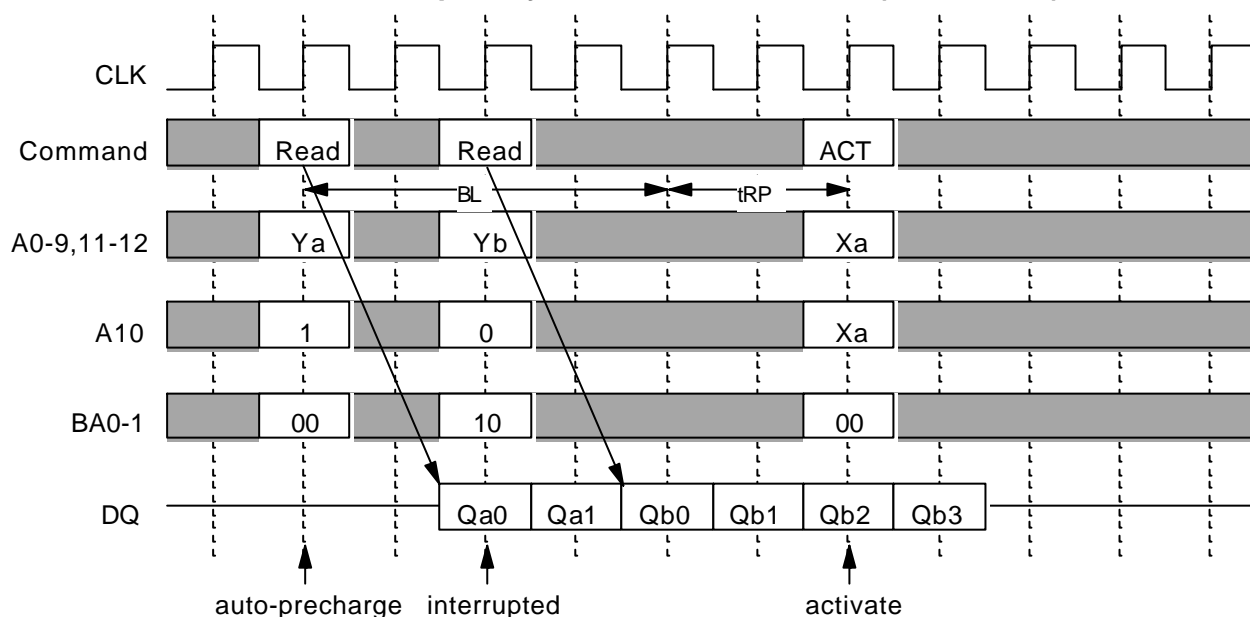 CLK
Command Read Read ACT
BL tRP
A0-9,11-12 Ya Yb Xa
A10 1 0 Xa
BA0-1 00 10 00
DQ Qa0 Qa1 Qb0 Qb1 Qb2 Qb3
auto-precharge interrupted activate